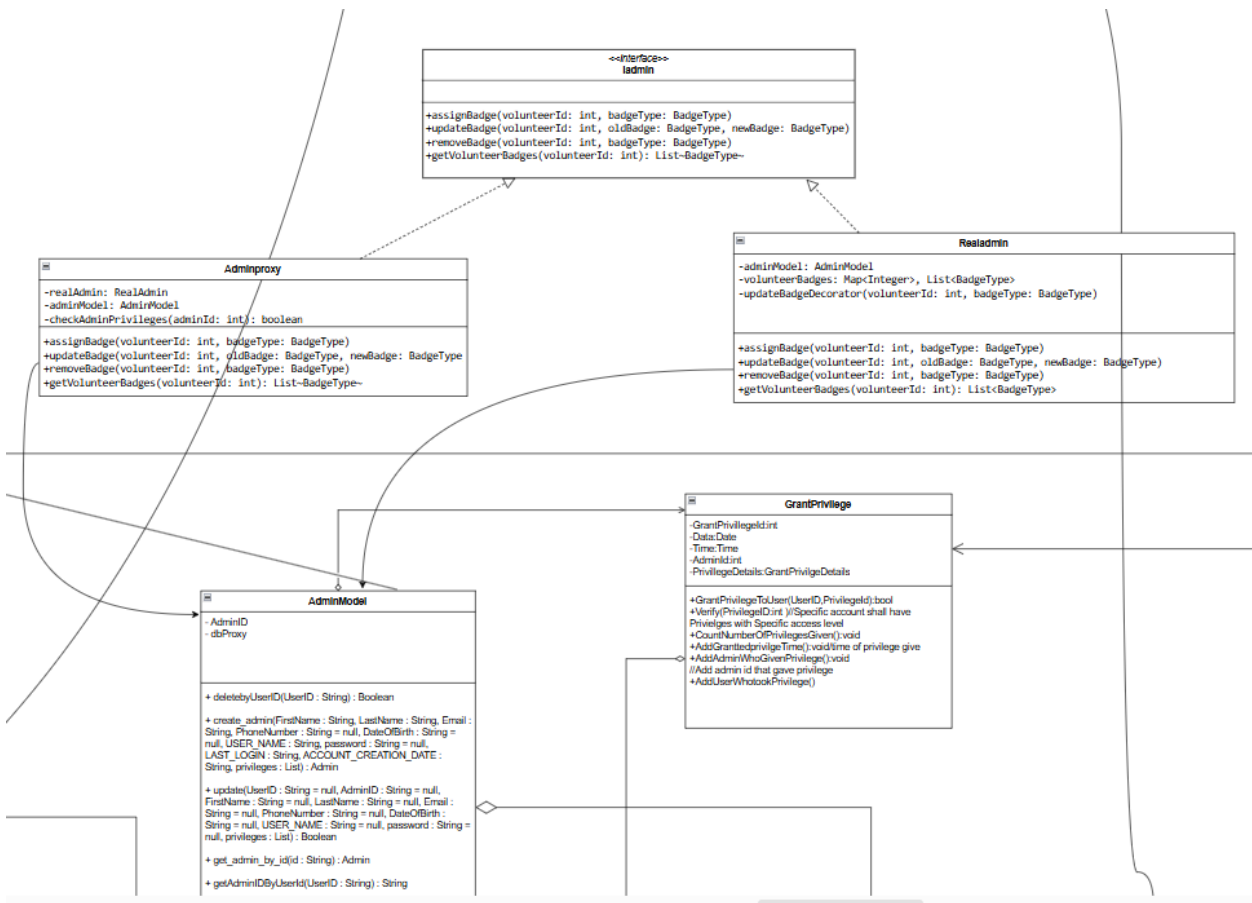 <<interface>>
Iadmin
+assignBadge(volunteerId: int, badgeType: BadgeType)
+updateBadge(volunteerId: int, oldBadge: BadgeType, newBadge: BadgeType)
+removeBadge(volunteerId: int, badgeType: BadgeType)
+getVolunteerBadges(volunteerId: int): List~BadgeType~
Adminproxy
-realAdmin: RealAdmin
-adminModel: AdminModel
-checkAdminPrivileges(adminId: int): boolean
+assignBadge(volunteerId: int, badgeType: BadgeType)
+updateBadge(volunteerId: int, oldBadge: BadgeType, newBadge: BadgeType
+removeBadge(volunteerId: int, badgeType: BadgeType)
+getVolunteerBadges(volunteerId: int): List~BadgeType~
Realadmin
-adminModel: AdminModel
-volunteerBadges: Map<Integer>, List<BadgeType>
-updateBadgeDecorator(volunteerId: int, badgeType: BadgeType)
+assignBadge(volunteerId: int, badgeType: BadgeType)
+updateBadge(volunteerId: int, oldBadge: BadgeType, newBadge: BadgeType)
+removeBadge(volunteerId: int, badgeType: BadgeType)
+getVolunteerBadges(volunteerId: int): List<BadgeType>
GrantPrivilege
-GrantPrivillegeId:int
-Data:Date
-Time:Time
-AdminId:int
-PrivillegeDetails:GrantPrivilgeDetails
+GrantPrivilegeToUser(UserID,PrivilegeId):bool
+Verify(PrivilegeID:int )//Specific account shall have
Privielges with Specific access level
+CountNumberOfPrivilegesGiven():void
+AddGranttedprivilgeTime():void/time of privilege give
+AddAdminWhoGivenPrivilege():void
//Add admin id that gave privilege
+AddUserWhotookPrivilege()
AdminModel
- AdminID
- dbProxy
+ deletebyUserID(UserID : String) : Boolean
+ create_admin(FirstName : String, LastName : String, Email :
String, PhoneNumber : String = null, DateOfBirth : String =
null, USER_NAME : String, password : String = null,
LAST_LOGIN : String, ACCOUNT_CREATION_DATE :
String, privileges : List) : Admin
+ update(UserID : String = null, AdminID : String = null,
FirstName : String = null, LastName : String = null, Email :
String = null, PhoneNumber : String = null, DateOfBirth :
String = null, USER_NAME : String = null, password : String =
null, privileges : List) : Boolean
+ get_admin_by_id(id : String) : Admin
+ getAdminIDByUserId(UserID : String) : String